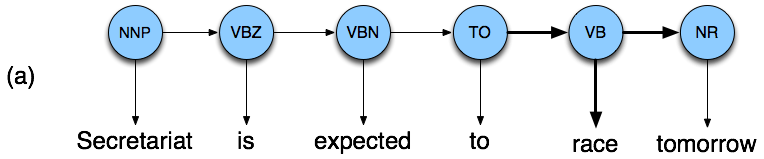 NNP VBZ VBN TO VB NR
(a)
Secretariat is expected to race tomorrow